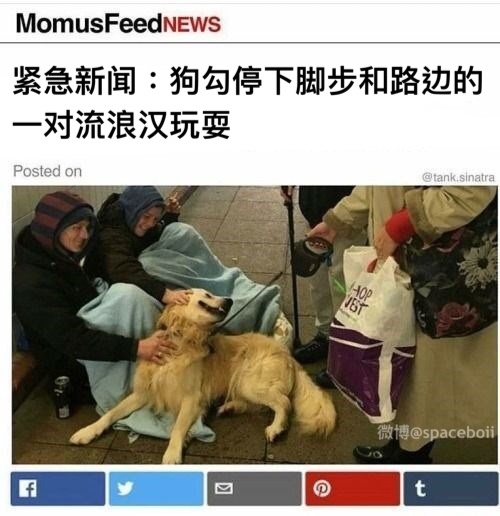 MomusFeedNEWS
紧急新闻：狗勾停下脚步和路边的
一对流浪汉玩耍
Posted on
@tank.sinatra
微博@spaceboii